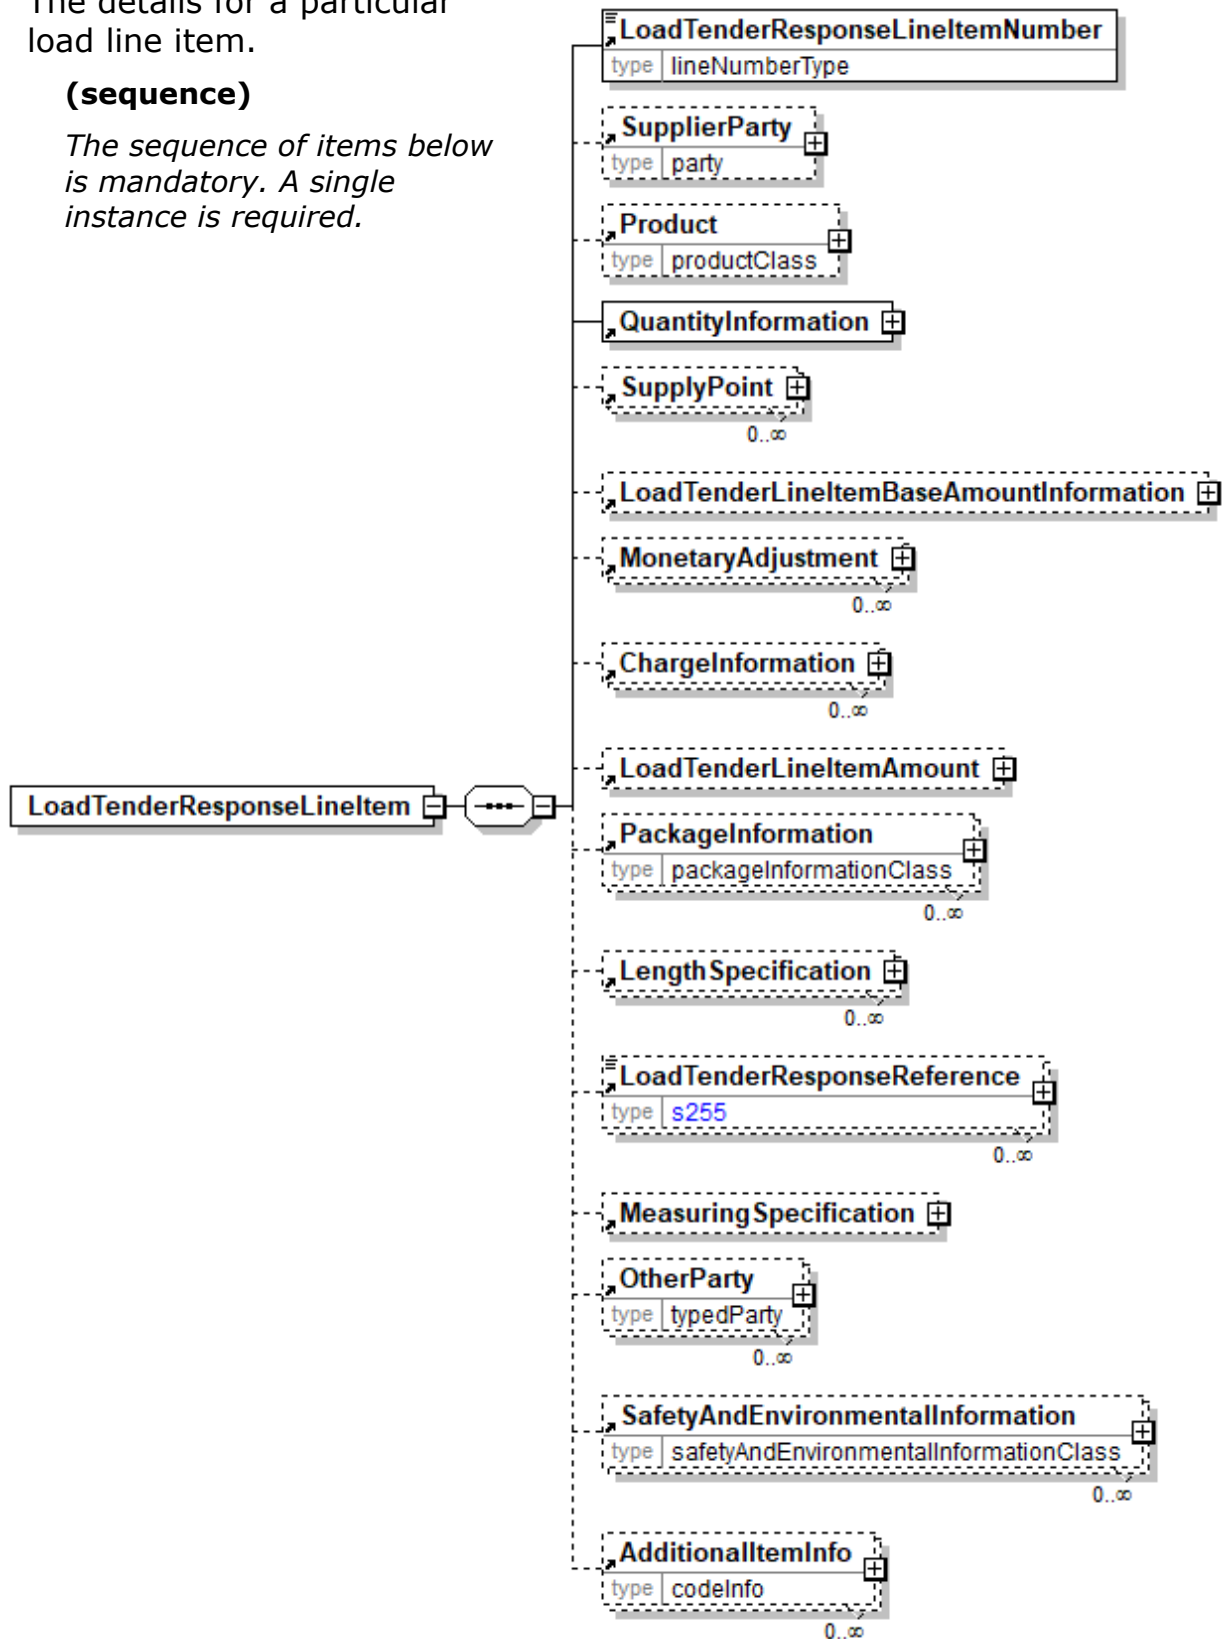 The details for a particular
load line item.
(sequence)
The sequence of items below
is mandatory. A single
instance is required.
LoadTenderResponseLineItem
LoadTenderResponseLineItemNumber
type lineNumberType
SupplierParty
type party
Product
type productClass
QuantityInformation
SupplyPoint
0..∞
LoadTenderLineItemBaseAmountInformation
MonetaryAdjustment
0..∞
ChargeInformation
0..∞
LoadTenderLineItemAmount
PackageInformation
type packageInformationClass
0..∞
LengthSpecification
0..∞
LoadTenderResponseReference
type s255
0..∞
MeasuringSpecification
OtherParty
type typedParty
0..∞
SafetyAndEnvironmentalInformation
type safetyAndEnvironmentalInformationClass
0..∞
AdditionalItemInfo
type codeInfo
0..∞